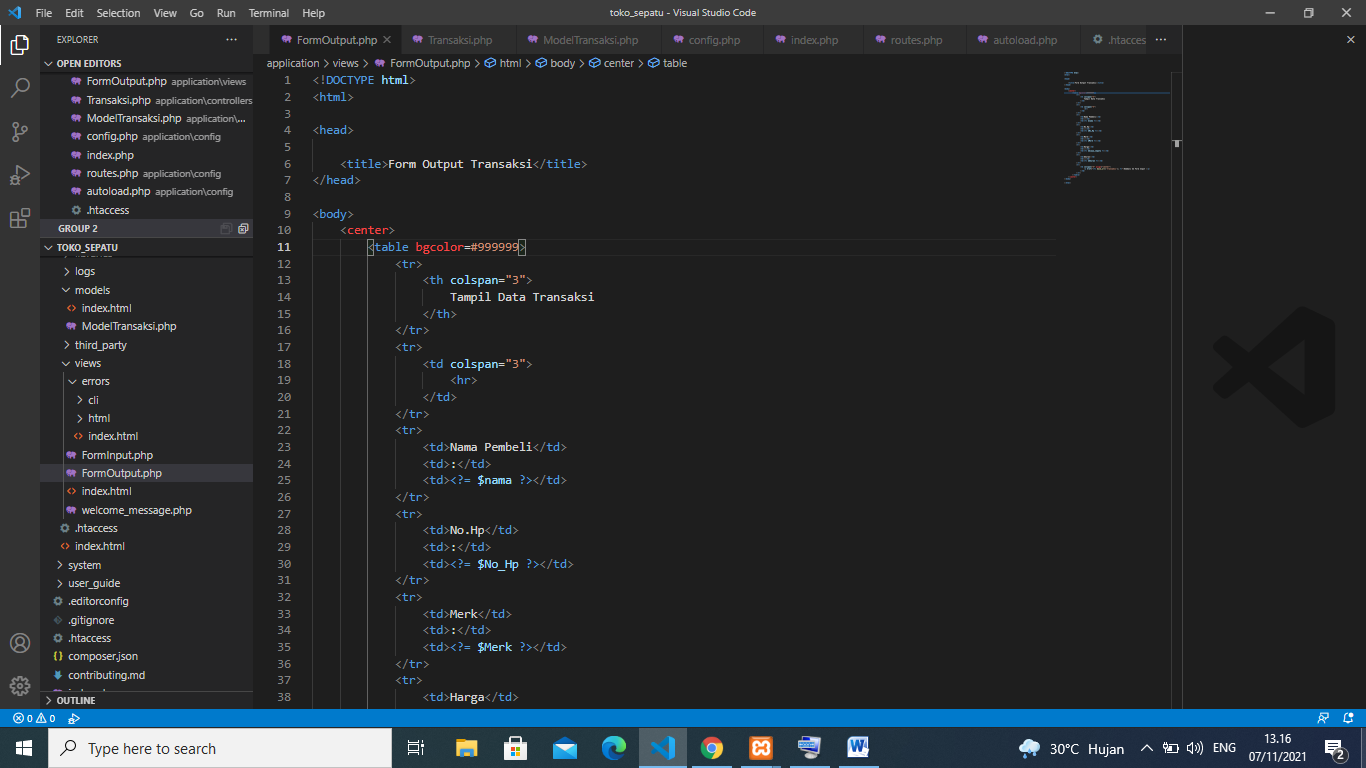 File Edit Selection View Go Run Terminal Help
toko_sepatu - Visual Studio Code
EXPLORER
OPEN EDITORS
FormOutput.php application\views
Transaksi.php application\controllers
ModelTransaksi.php application\...
config.php application\config
index.php
routes.php application\config
autoload.php application\config
.htaccess
GROUP 2
TOKO_SEPATU
logs
models
index.html
ModelTransaksi.php
third_party
views
errors
cli
html
index.html
FormInput.php
FormOutput.php
index.html
welcome_message.php
.htaccess
index.html
system
user_guide
.editorconfig
.gitignore
.htaccess
composer.json
contributing.md
OUTLINE
FormOutput.php Transaksi.php ModelTransaksi.php config.php index.php routes.php autoload.php .htacces
application > views > FormOutput.php > html > body > center > table
1 <!DOCTYPE html>
2 <html>
3
4 <head>
5
6 <title>Form Output Transaksi</title>
7 </head>
8
9 <body>
10 <center>
11 <table bgcolor=#999999>
12 <tr>
13 <th colspan="3">
14 Tampil Data Transaksi
15 </th>
16 </tr>
17 <tr>
18 <td colspan="3">
19 <hr>
20 </td>
21 </tr>
22 <tr>
23 <td>Nama Pembeli</td>
24 <td>:</td>
25 <td><?= $nama ?></td>
26 </tr>
27 <tr>
28 <td>No.Hp</td>
29 <td>:</td>
30 <td><?= $No_Hp ?></td>
31 </tr>
32 <tr>
33 <td>Merk</td>
34 <td>:</td>
35 <td><?= $Merk ?></td>
36 </tr>
37 <tr>
38 <td>Harga</td>
0 0
Type here to search
30°C Hujan
ENG
13.16
07/11/2021
2